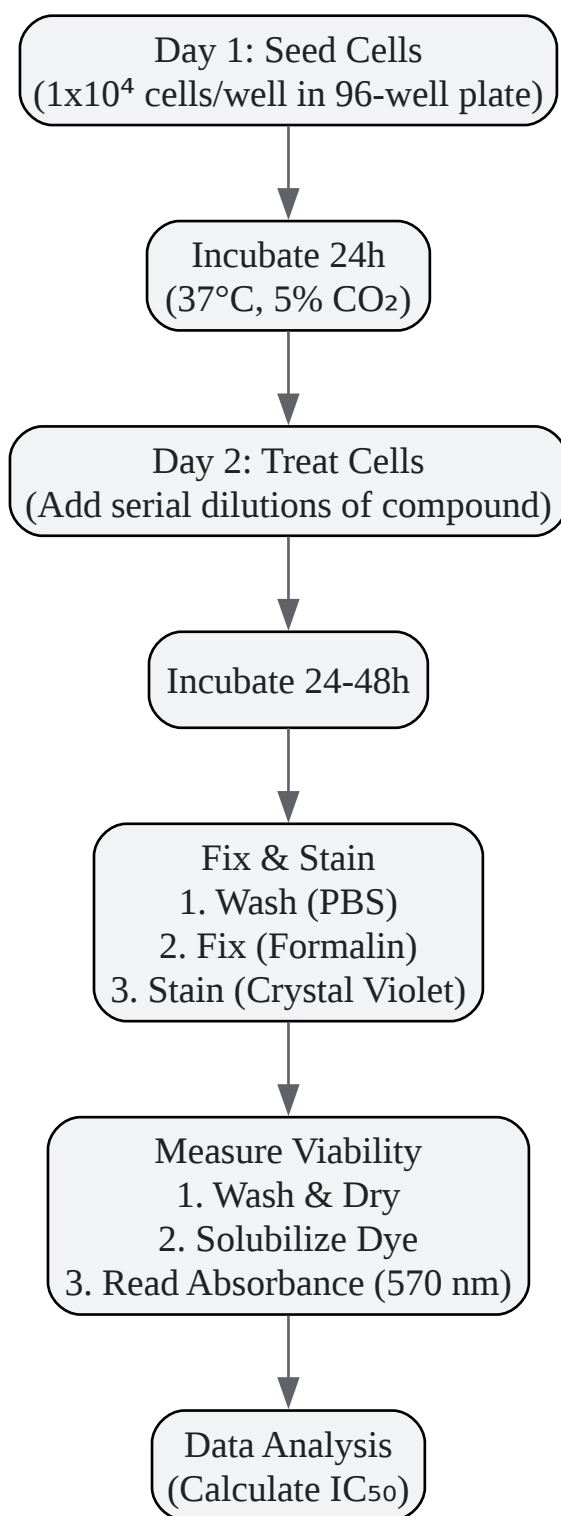 Day 1: Seed Cells
(1x10⁴ cells/well in 96-well plate)
Incubate 24h
(37°C, 5% CO₂)
Day 2: Treat Cells
(Add serial dilutions of compound)
Incubate 24-48h
Fix & Stain
1. Wash (PBS)
2. Fix (Formalin)
3. Stain (Crystal Violet)
Measure Viability
1. Wash & Dry
2. Solubilize Dye
3. Read Absorbance (570 nm)
Data Analysis
(Calculate IC₅₀)